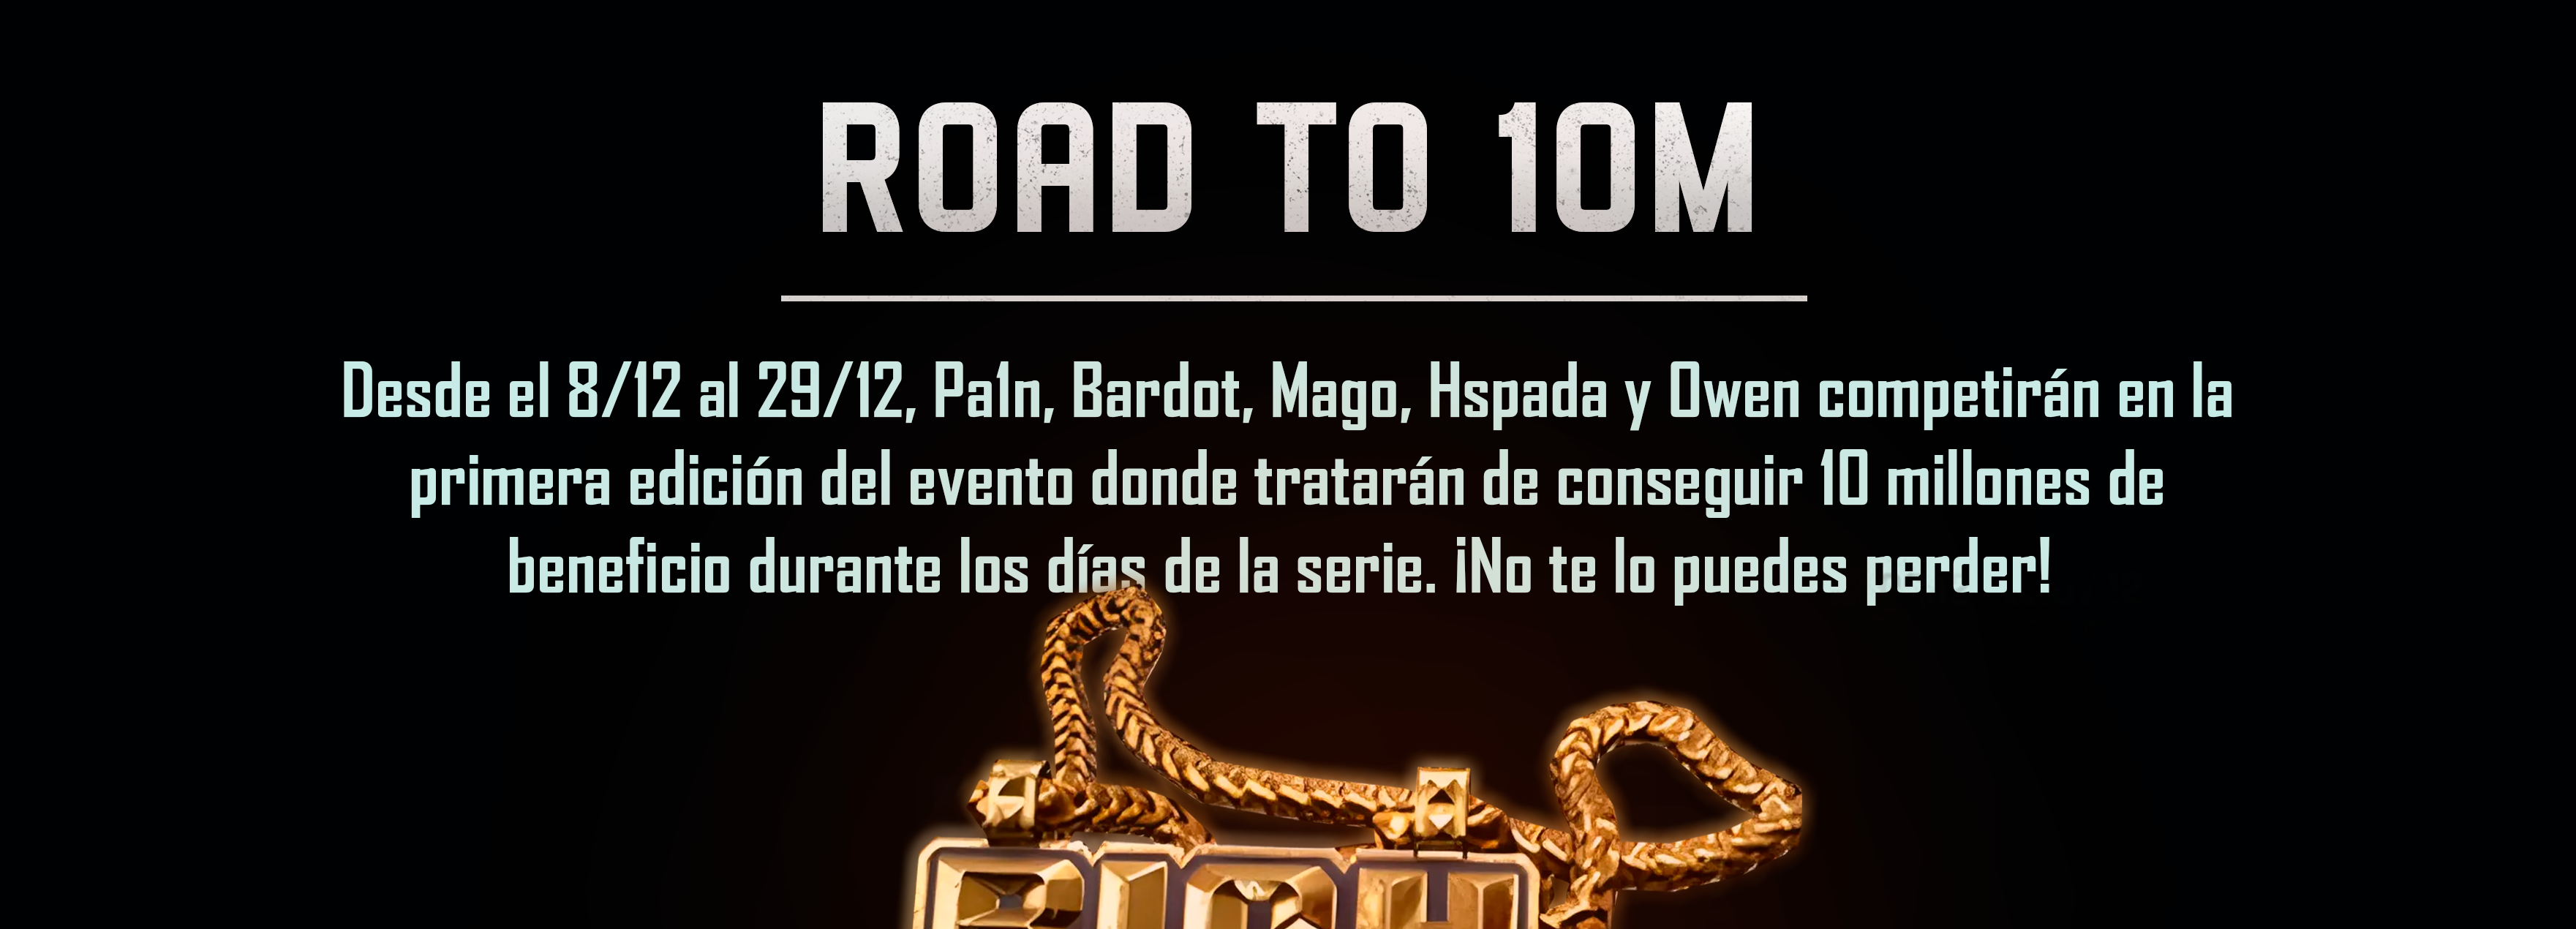 ROAD TO 10M
Desde el 8/12 al 29/12, Pa1n, Bardot, Mago, Hspada y Owen competirán en la
primera edición del evento donde tratarán de conseguir 10 millones de
beneficio durante los días de la serie. ¡No te lo puedes perder!
RICH